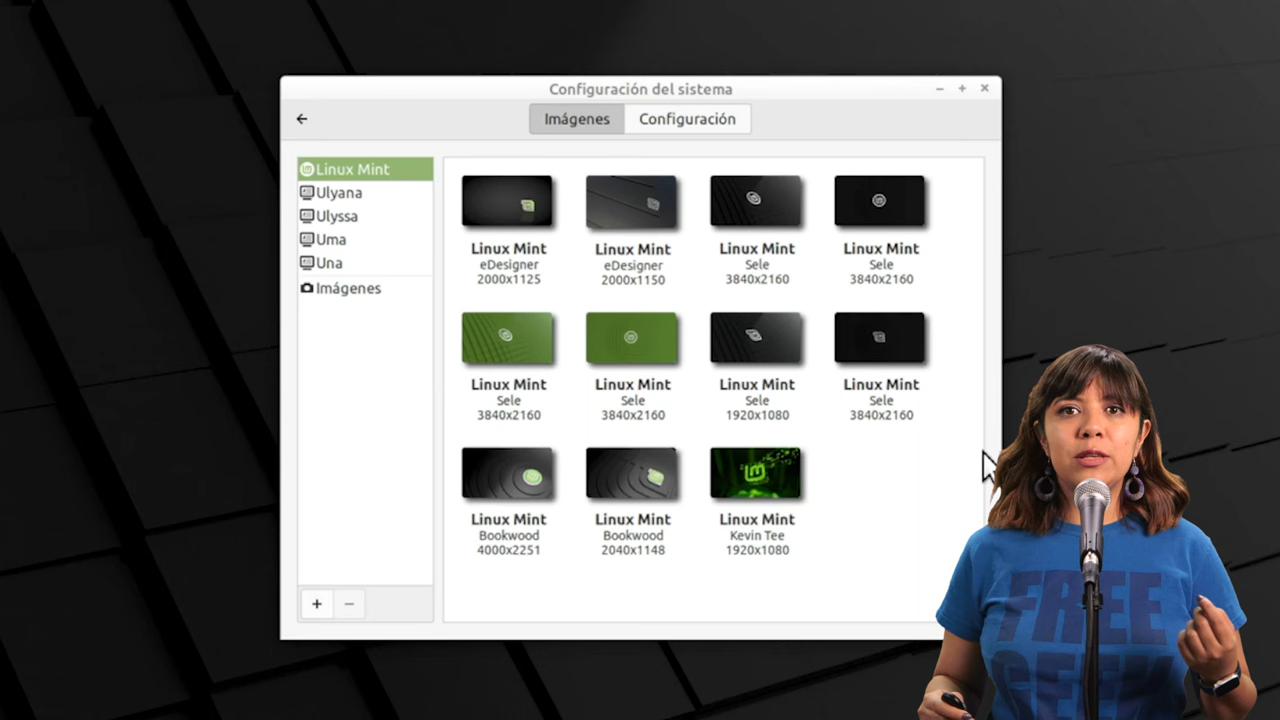 Configuración del sistema
Imágenes
Configuración
Linux Mint
Ulyana
Ulyssa
Uma
Una
Imágenes
Linux Mint
eDesigner
2000x1125
Linux Mint
eDesigner
2000x1150
Linux Mint
Sele
3840x2160
Linux Mint
Sele
3840x2160
Linux Mint
Sele
3840x2160
Linux Mint
Sele
3840x2160
Linux Mint
Sele
1920x1080
Linux Mint
Sele
3840x2160
Linux Mint
Bookwood
4000x2251
Linux Mint
Bookwood
2040x1148
Linux Mint
Kevin Tee
1920x1080
FREE
GEEK